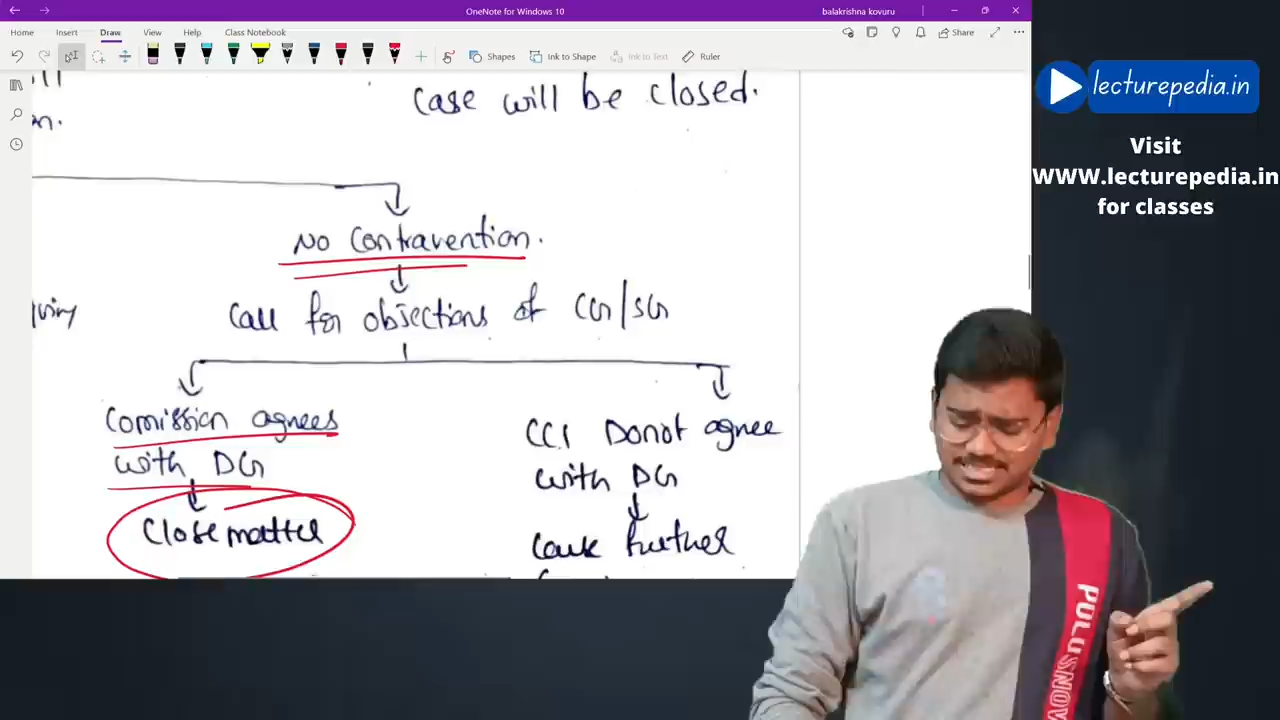 OneNote for Windows 10
balakrishna kovuru
Home Insert Draw View Help Class Notebook
Share
Shapes Ink to Shape Ink to Text Ruler
case will be closed.
No Contravention.
Call for objections of CG/SG
Comission agrees
with DG
Close matter
CCI Donot agree
with DG
Cause further
lecturepedia.in
Visit
WWW.lecturepedia.in
for classes
PULUSNOW